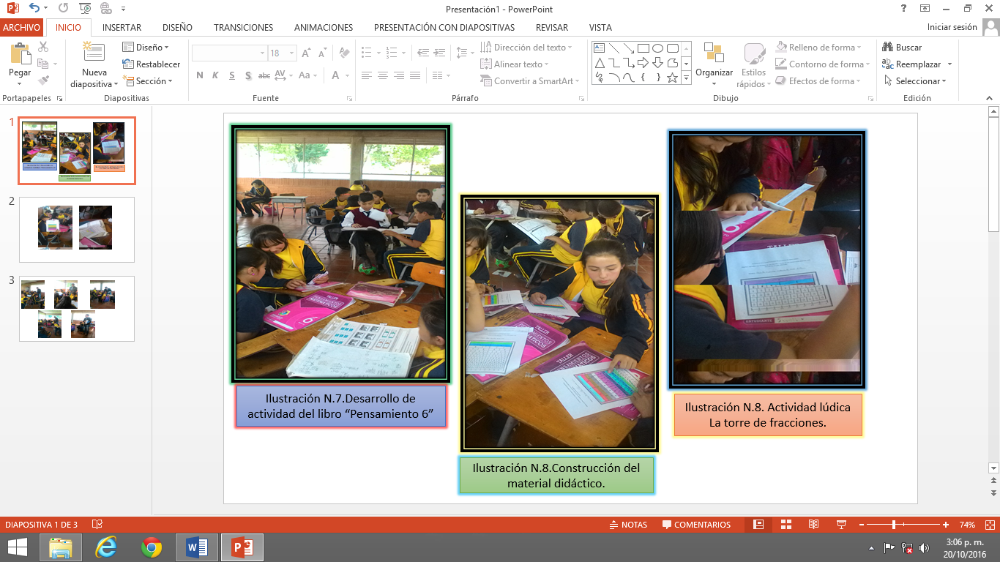 Presentación1 - PowerPoint
ARCHIVO INICIO INSERTAR DISEÑO TRANSICIONES ANIMACIONES PRESENTACIÓN CON DIAPOSITIVAS REVISAR VISTA Iniciar sesión
Pegar
Portapapeles
Nueva diapositiva
Diseño
Restablecer
Sección
Diapositivas
18
N K S S abc AV Aa A
Fuente
Dirección del texto
Alinear texto
Convertir a SmartArt
Párrafo
Organizar
Estilos rápidos
Relleno de forma
Contorno de forma
Efectos de forma
Dibujo
Buscar
Reemplazar
Seleccionar
Edición
1
2
3
TALLER
6
TALLER
Ilustración N.7.Desarrollo de
actividad del libro “Pensamiento 6”
Ilustración N.8.Construcción del
material didáctico.
Ilustración N.8. Actividad lúdica
La torre de fracciones.
DIAPOSITIVA 1 DE 3 NOTAS COMENTARIOS 74%
3:06 p. m.
20/10/2016